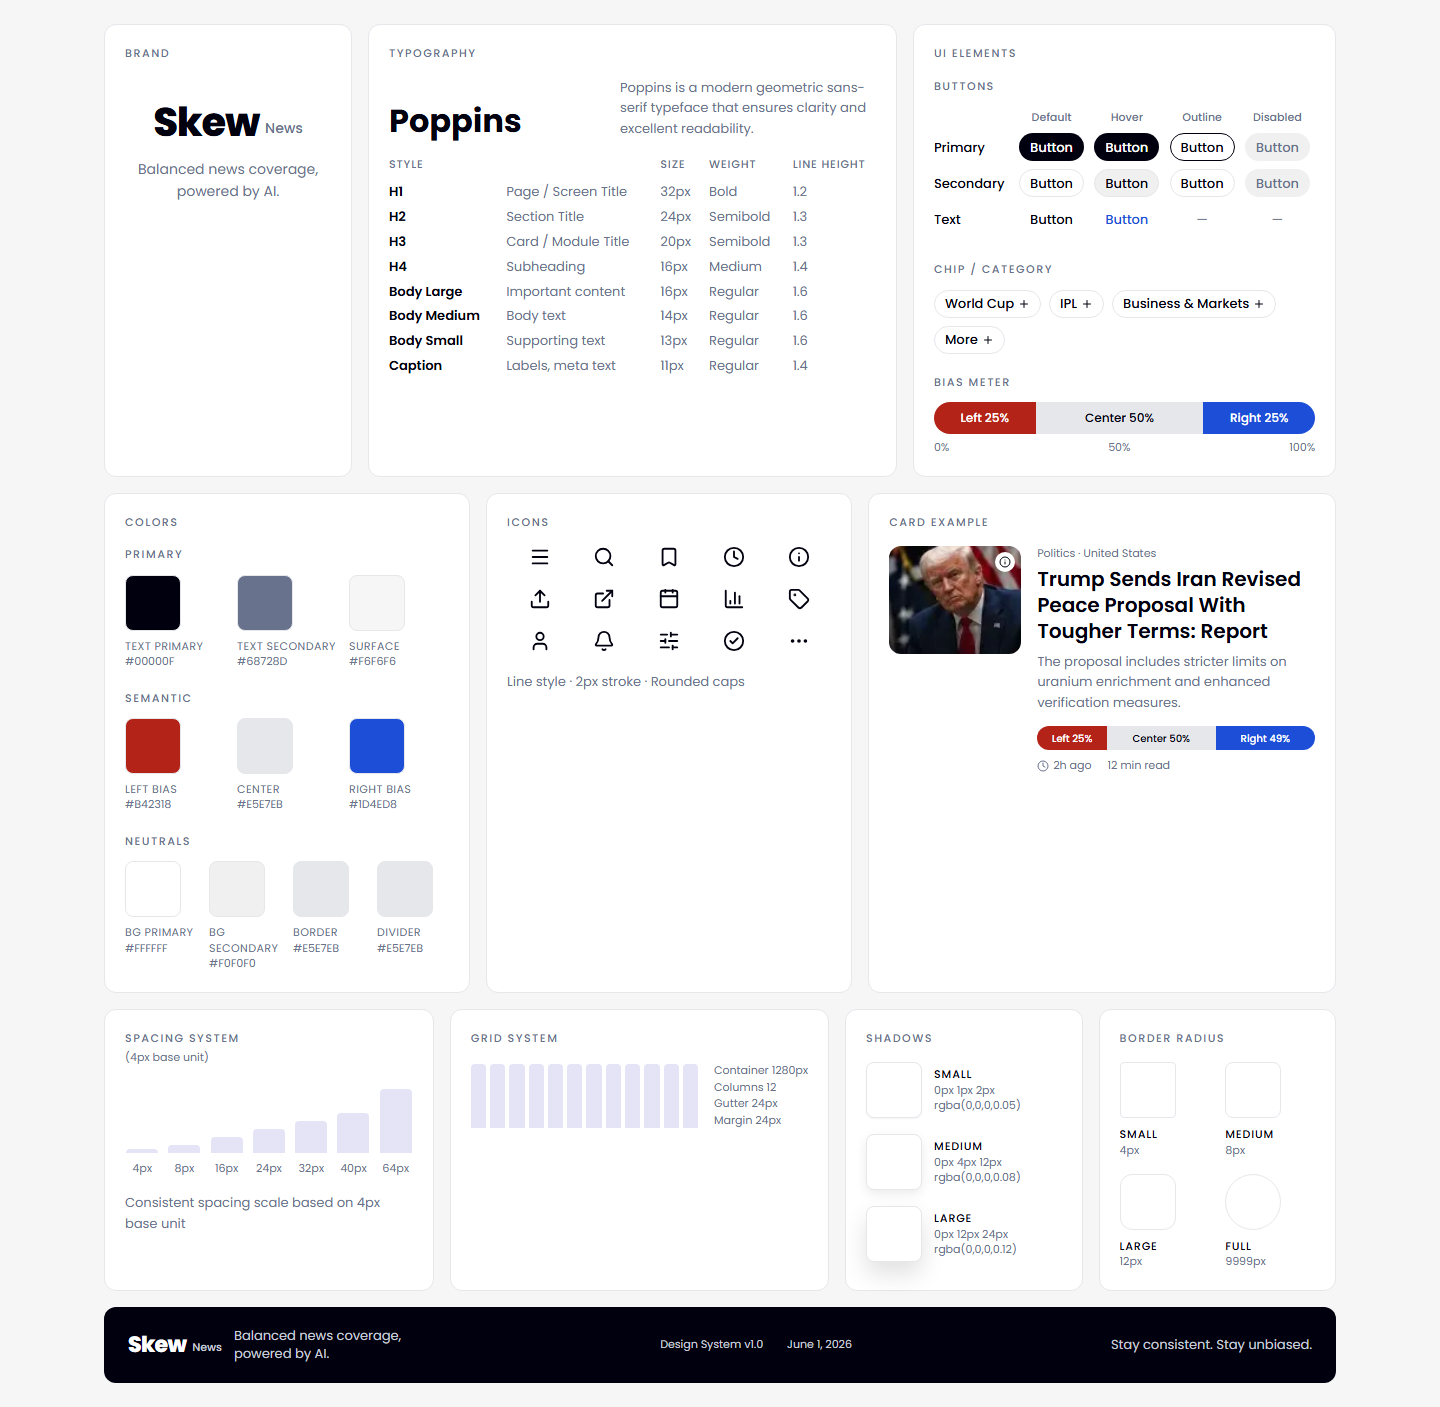 BRAND
Skew News
Balanced news coverage,
powered by AI.
TYPOGRAPHY
Poppins
Poppins is a modern geometric sans-
serif typeface that ensures clarity and
excellent readability.
STYLE SIZE WEIGHT LINE HEIGHT
H1 Page / Screen Title 32px Bold 1.2
H2 Section Title 24px Semibold 1.3
H3 Card / Module Title 20px Semibold 1.3
H4 Subheading 16px Medium 1.4
Body Large Important content 16px Regular 1.6
Body Medium Body text 14px Regular 1.6
Body Small Supporting text 13px Regular 1.6
Caption Labels, meta text 11px Regular 1.4
UI ELEMENTS
BUTTONS
Default Hover Outline Disabled
Primary Button Button Button Button
Secondary Button Button Button Button
Text Button Button — —
CHIP / CATEGORY
World Cup + IPL + Business & Markets +
More +
BIAS METER
Left 25% Center 50% Right 25%
0% 50% 100%
COLORS
PRIMARY
TEXT PRIMARY TEXT SECONDARY SURFACE
#00000F #68728D #F6F6F6
SEMANTIC
LEFT BIAS CENTER RIGHT BIAS
#B42318 #E5E7EB #1D4ED8
NEUTRALS
BG PRIMARY BG BORDER DIVIDER
#FFFFFF SECONDARY #E5E7EB #E5E7EB
#F0F0F0
ICONS
Line style · 2px stroke · Rounded caps
CARD EXAMPLE
Politics · United States
Trump Sends Iran Revised
Peace Proposal With
Tougher Terms: Report
The proposal includes stricter limits on
uranium enrichment and enhanced
verification measures.
Left 25% Center 50% Right 49%
2h ago 12 min read
SPACING SYSTEM
(4px base unit)
4px 8px 16px 24px 32px 40px 64px
Consistent spacing scale based on 4px
base unit
GRID SYSTEM
Container 1280px
Columns 12
Gutter 24px
Margin 24px
SHADOWS
SMALL
0px 1px 2px
rgba(0,0,0,0.05)
MEDIUM
0px 4px 12px
rgba(0,0,0,0.08)
LARGE
0px 12px 24px
rgba(0,0,0,0.12)
BORDER RADIUS
SMALL MEDIUM
4px 8px
LARGE FULL
12px 9999px
Skew News
Balanced news coverage,
powered by AI.
Design System v1.0 June 1, 2026
Stay consistent. Stay unbiased.